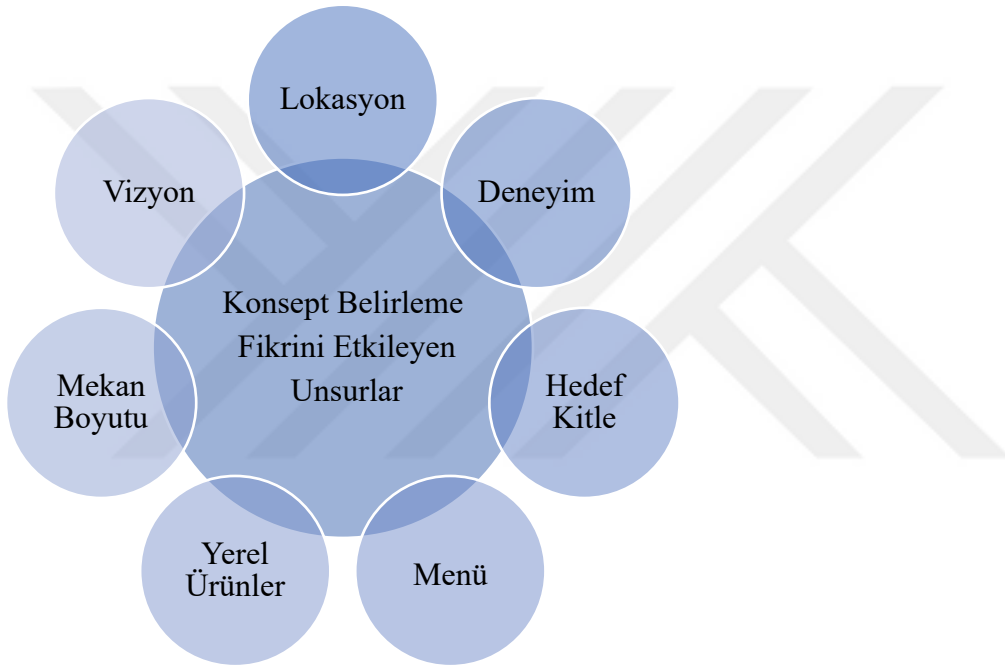 Lokasyon
Deneyim
Hedef
Kitle
Menü
Yerel
Ürünler
Mekan
Boyutu
Vizyon
Konsept Belirleme
Fikrini Etkileyen
Unsurlar